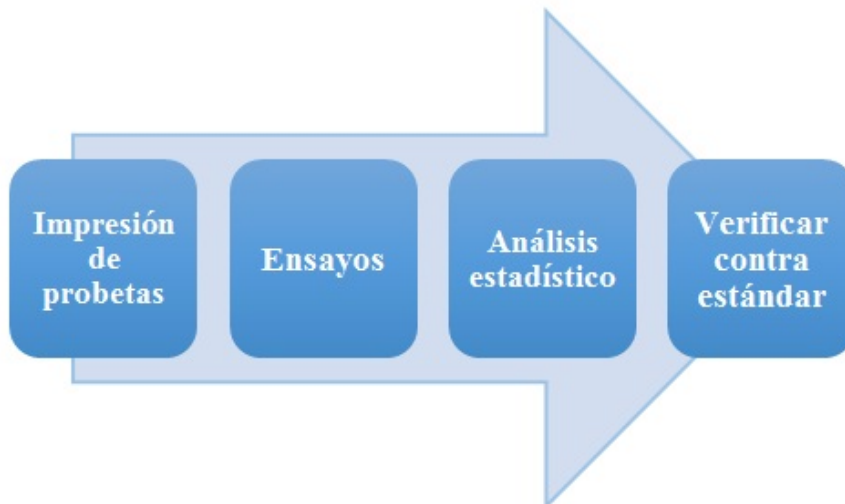 Impresión
de
probetas
Ensayos
Análisis
estadístico
Verificar
contra
estándar